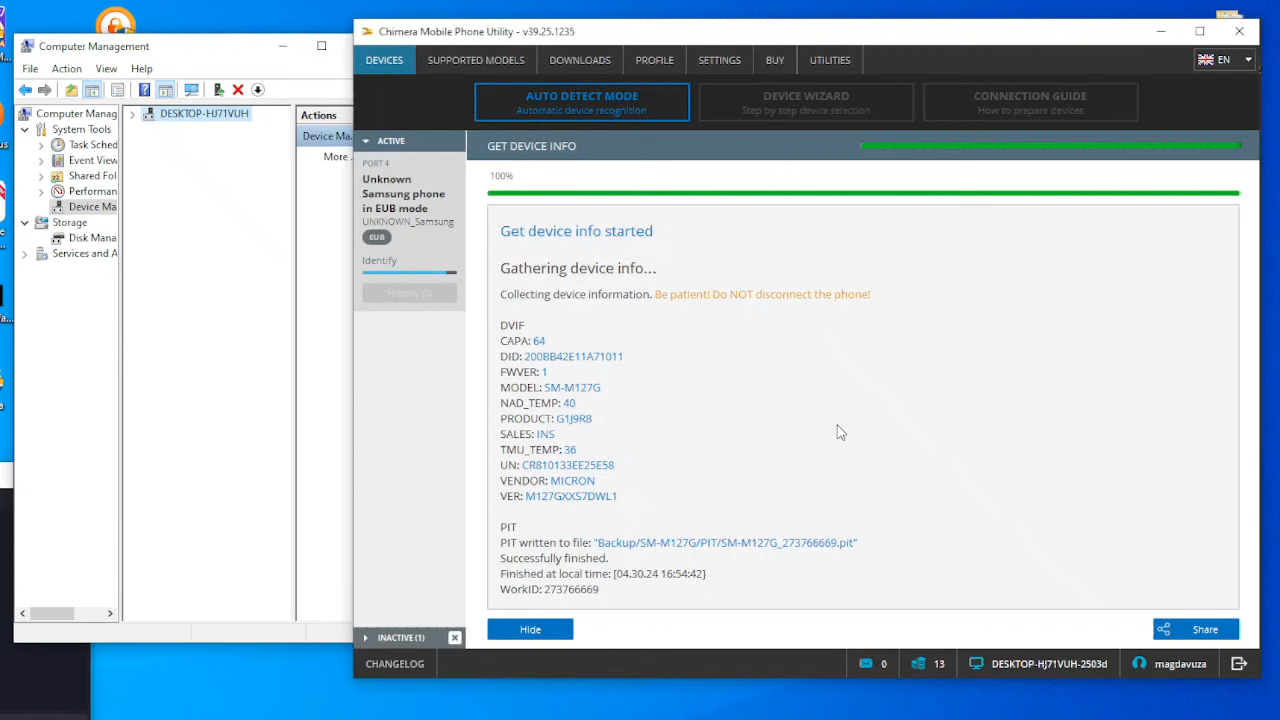 Computer Management
File Action View Help
Computer Manag
System Tools
Task Sched
Event View
Shared Fol
Performan
Device Ma
Storage
Disk Mana
Services and A
DESKTOP-HJ71VUH
Actions
Device Ma...
More
Chimera Mobile Phone Utility - v39.25.1235
DEVICES SUPPORTED MODELS DOWNLOADS PROFILE SETTINGS BUY UTILITIES EN
AUTO DETECT MODE
Automatic device recognition
DEVICE WIZARD
Step by step device selection
CONNECTION GUIDE
How to prepare devices
ACTIVE
PORT 4
Unknown
Samsung phone
in EUB mode
UNKNOWN_Samsung
EUB
Identify
History (0)
INACTIVE (1)
GET DEVICE INFO
100%
Get device info started
Gathering device info...
Collecting device information. Be patient! Do NOT disconnect the phone!
DVIF
CAPA: 64
DID: 200BB42E11A71011
FWVER: 1
MODEL: SM-M127G
NAD_TEMP: 40
PRODUCT: G1J9R8
SALES: INS
TMU_TEMP: 36
UN: CR810133EE25E58
VENDOR: MICRON
VER: M127GXXS7DWL1
PIT
PIT written to file: "Backup/SM-M127G/PIT/SM-M127G_273766669.pit"
Successfully finished.
Finished at local time: [04.30.24 16:54:42]
WorkID: 273766669
Hide Share
CHANGELOG 0 13 DESKTOP-HJ71VUH-2503d magdavuza